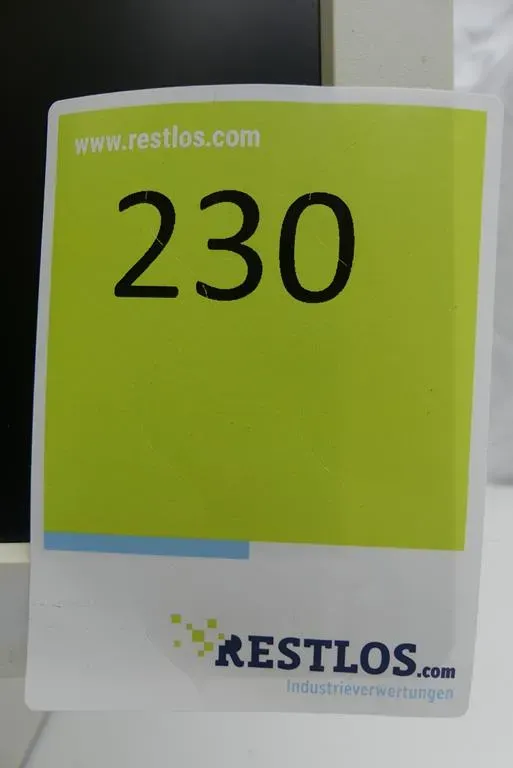 www.restlos.com
230
RESTLOS.com
Industrieverwertungen